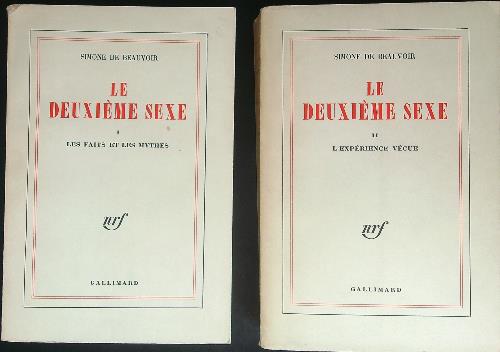 SIMONE DE BEAUVOIR
LE
DEUXIÈME SEXE
I
LES FAITS ET LES MYTHES
nrf
GALLIMARD
SIMONE DE BEAUVOIR
LE
DEUXIÈME SEXE
II
L'EXPÉRIENCE VÉCUE
nrf
GALLIMARD